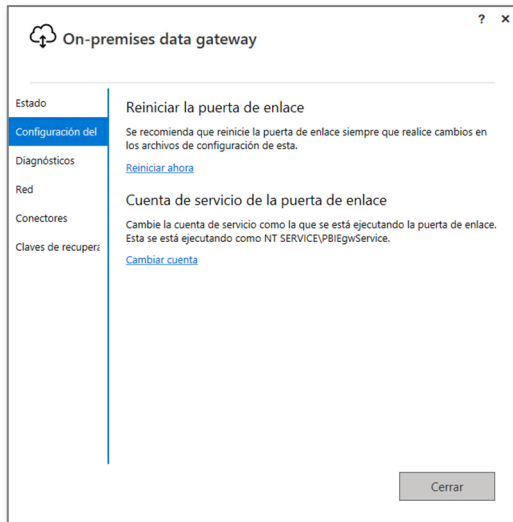 ? ×
On-premises data gateway
Estado
Configuración del
Diagnósticos
Red
Conectores
Claves de recupera
Reiniciar la puerta de enlace
Se recomienda que reinicie la puerta de enlace siempre que realice cambios en
los archivos de configuración de esta.
Reiniciar ahora
Cuenta de servicio de la puerta de enlace
Cambie la cuenta de servicio como la que se está ejecutando la puerta de enlace.
Esta se está ejecutando como NT SERVICE\PBIEgwService.
Cambiar cuenta
Cerrar